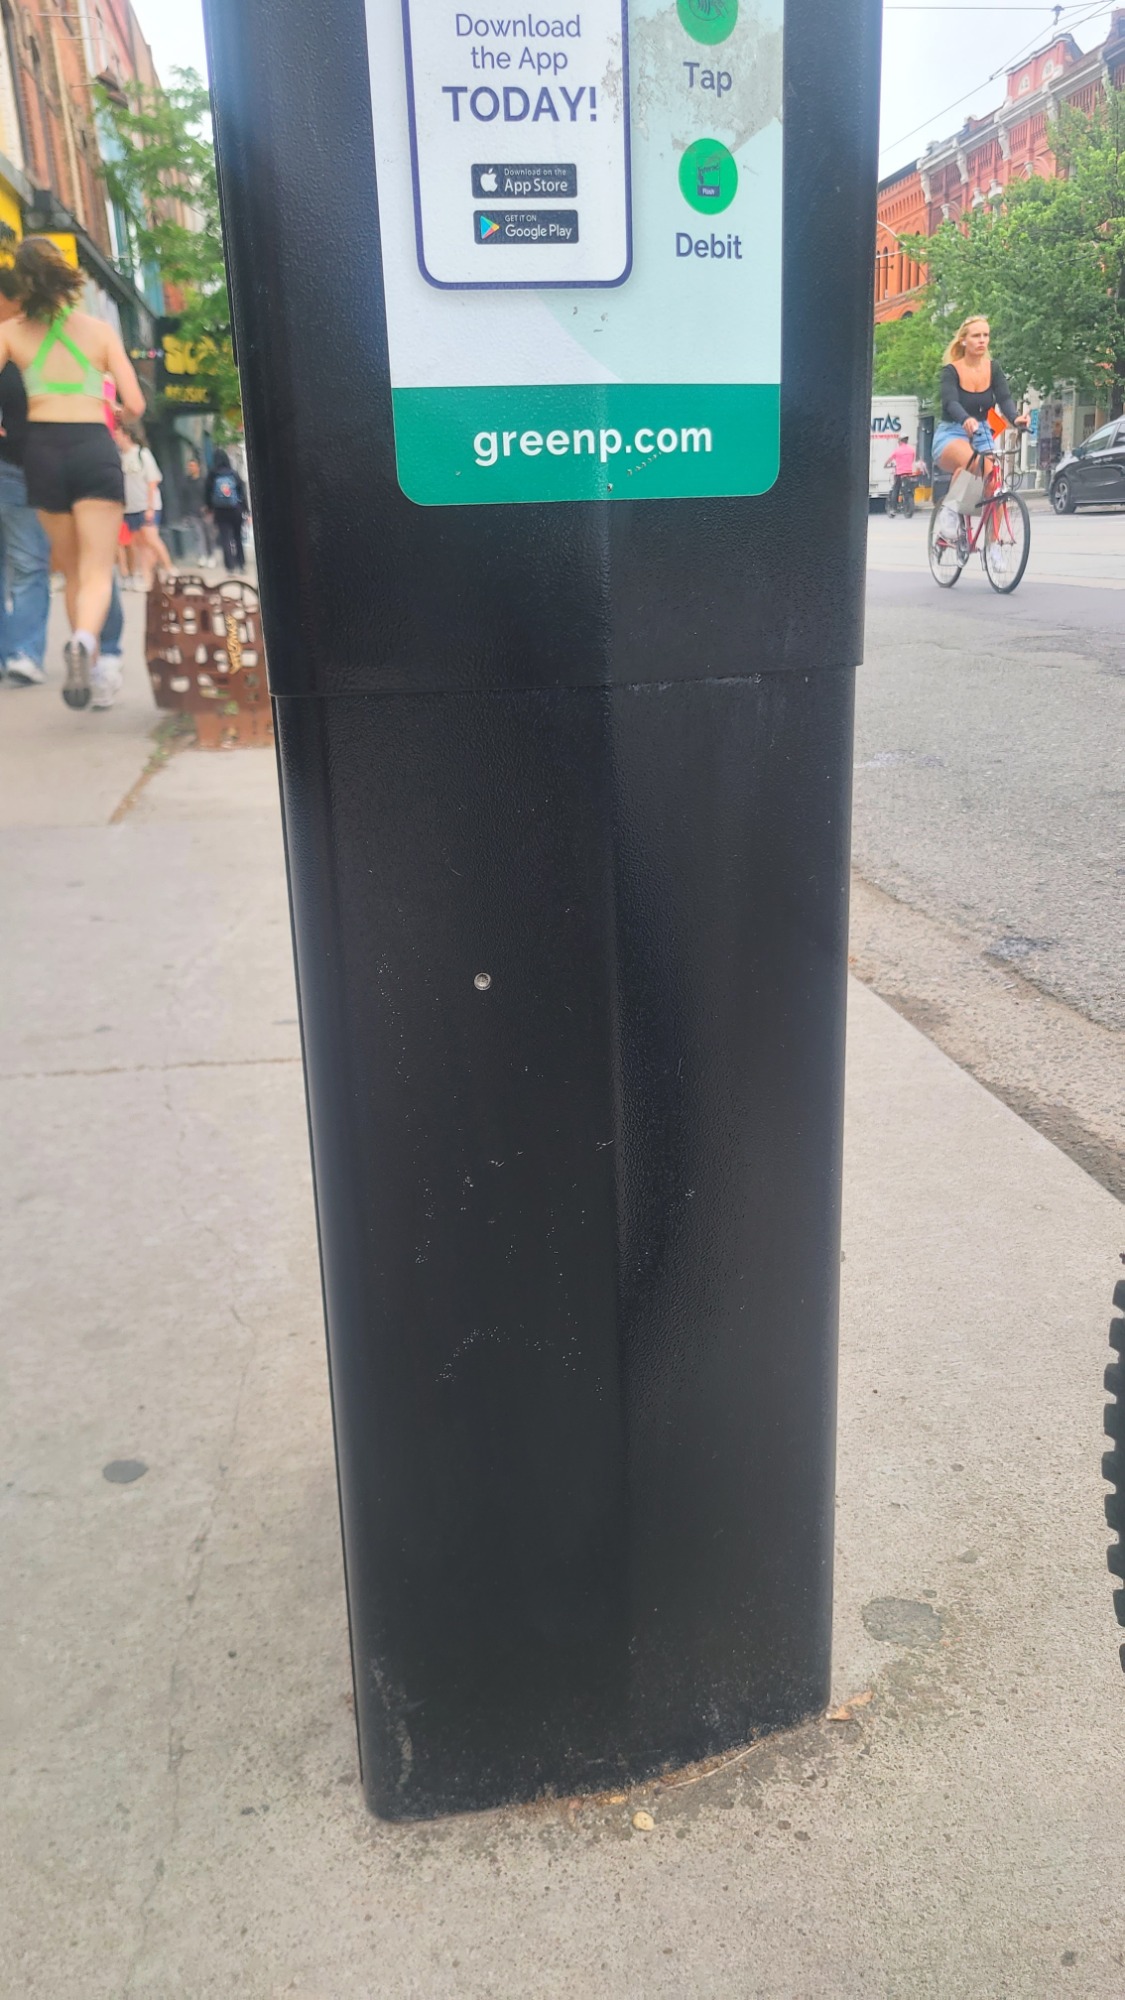 Download
the App
TODAY!
Download on the
App Store
GET IT ON
Google Play
Tap
Debit
greenp.com